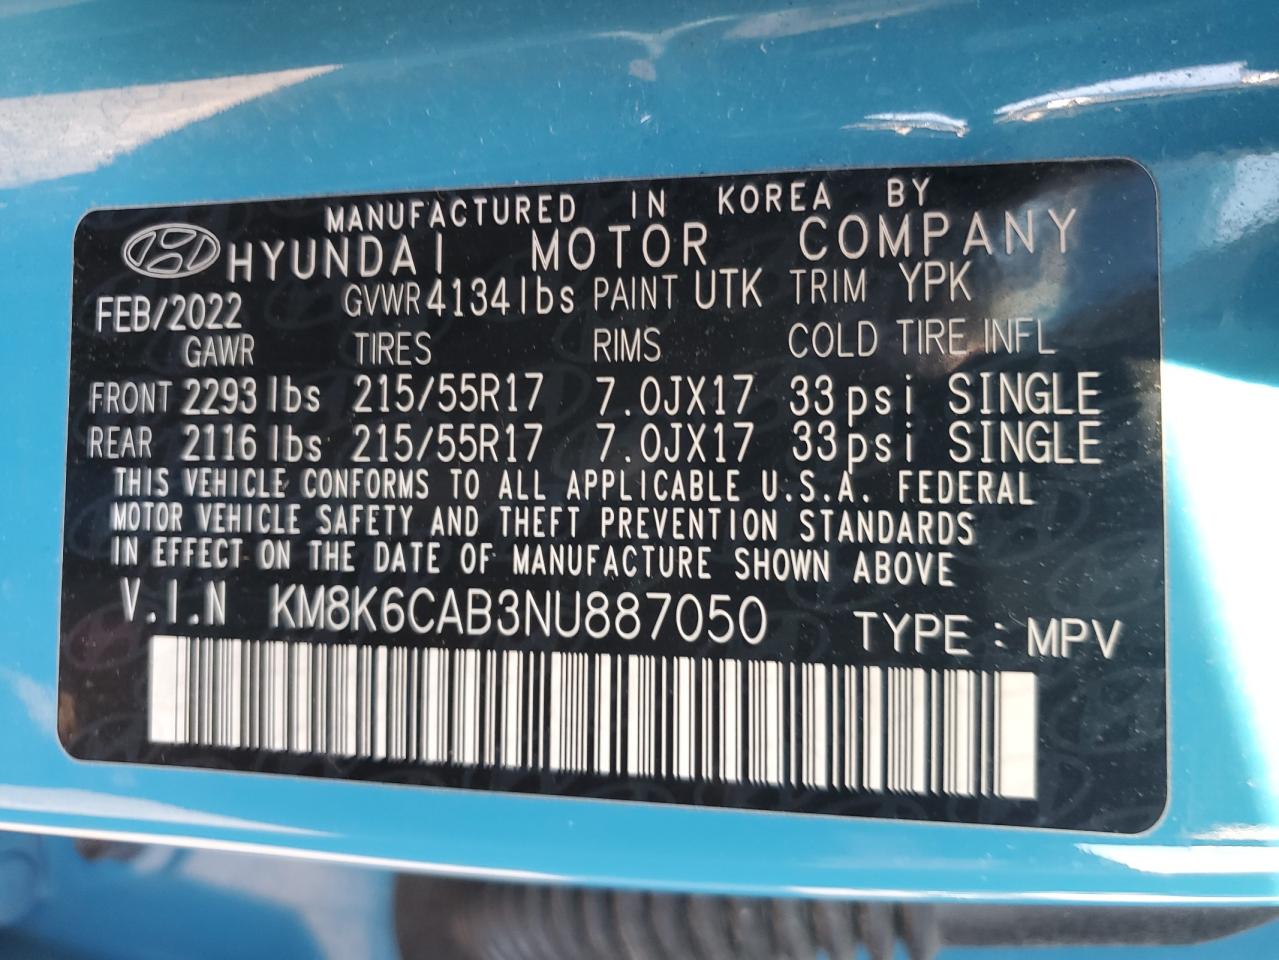 MANUFACTURED IN KOREA BY
HYUNDAI MOTOR COMPANY
FEB/2022 GVWR 4134lbs PAINT UTK TRIM YPK
GAWR TIRES RIMS COLD TIRE INFL
FRONT 2293 lbs 215/55R17 7.0JX17 33psi SINGLE
REAR 2116 lbs 215/55R17 7.0JX17 33psi SINGLE
THIS VEHICLE CONFORMS TO ALL APPLICABLE U.S.A. FEDERAL
MOTOR VEHICLE SAFETY AND THEFT PREVENTION STANDARDS
IN EFFECT ON THE DATE OF MANUFACTURE SHOWN ABOVE
V.I.N KM8K6CAB3NU887050 TYPE : MPV